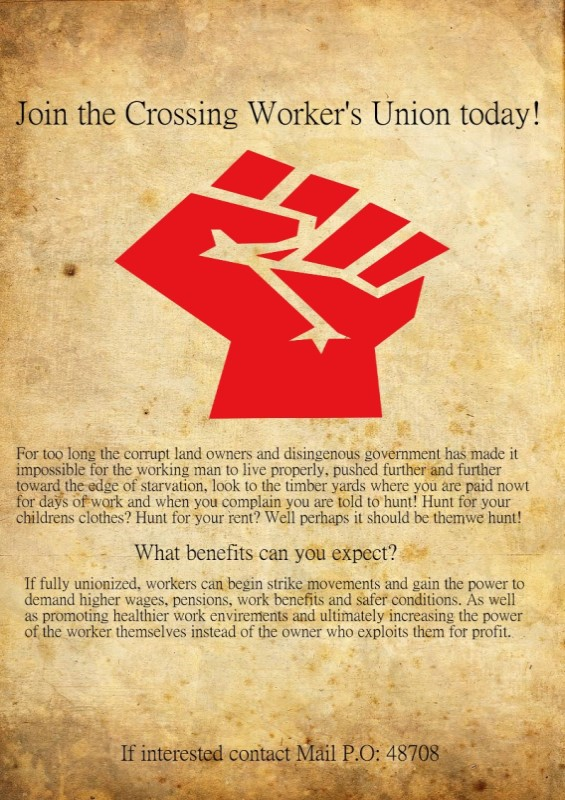 Join the Crossing Worker's Union today!
For too long the corrupt land owners and disingenous government has made it
impossible for the working man to live properly, pushed further and further
toward the edge of starvation, look to the timber yards where you are paid nowt
for days of work and when you complain you are told to hunt! Hunt for your
childrens clothes? Hunt for your rent? Well perhaps it should be themwe hunt!
What benefits can you expect?
If fully unionized, workers can begin strike movements and gain the power to
demand higher wages, pensions, work benefits and safer conditions. As well
as promoting healthier work envirements and ultimately increasing the power
of the worker themselves instead of the owner who exploits them for profit.
If interested contact Mail P.O: 48708